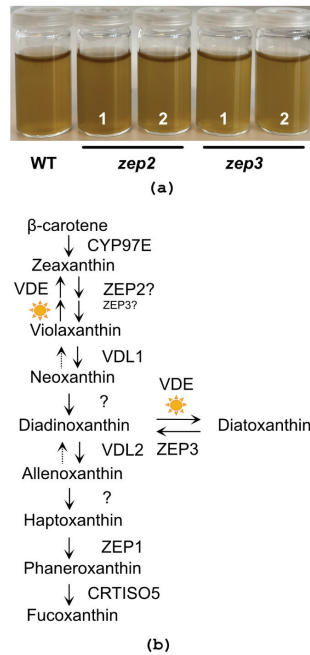 1 2 1 2
WT zep2 zep3
(a)
β-carotene
CYP97E
Zeaxanthin
VDE ZEP2?
ZEP3?
Violaxanthin
VDL1
Neoxanthin
? VDE
Diadinoxanthin Diatoxanthin
VDL2 ZEP3
Allenoxanthin
?
Haptoxanthin
ZEP1
Phaneroxanthin
CRTISO5
Fucoxanthin
(b)